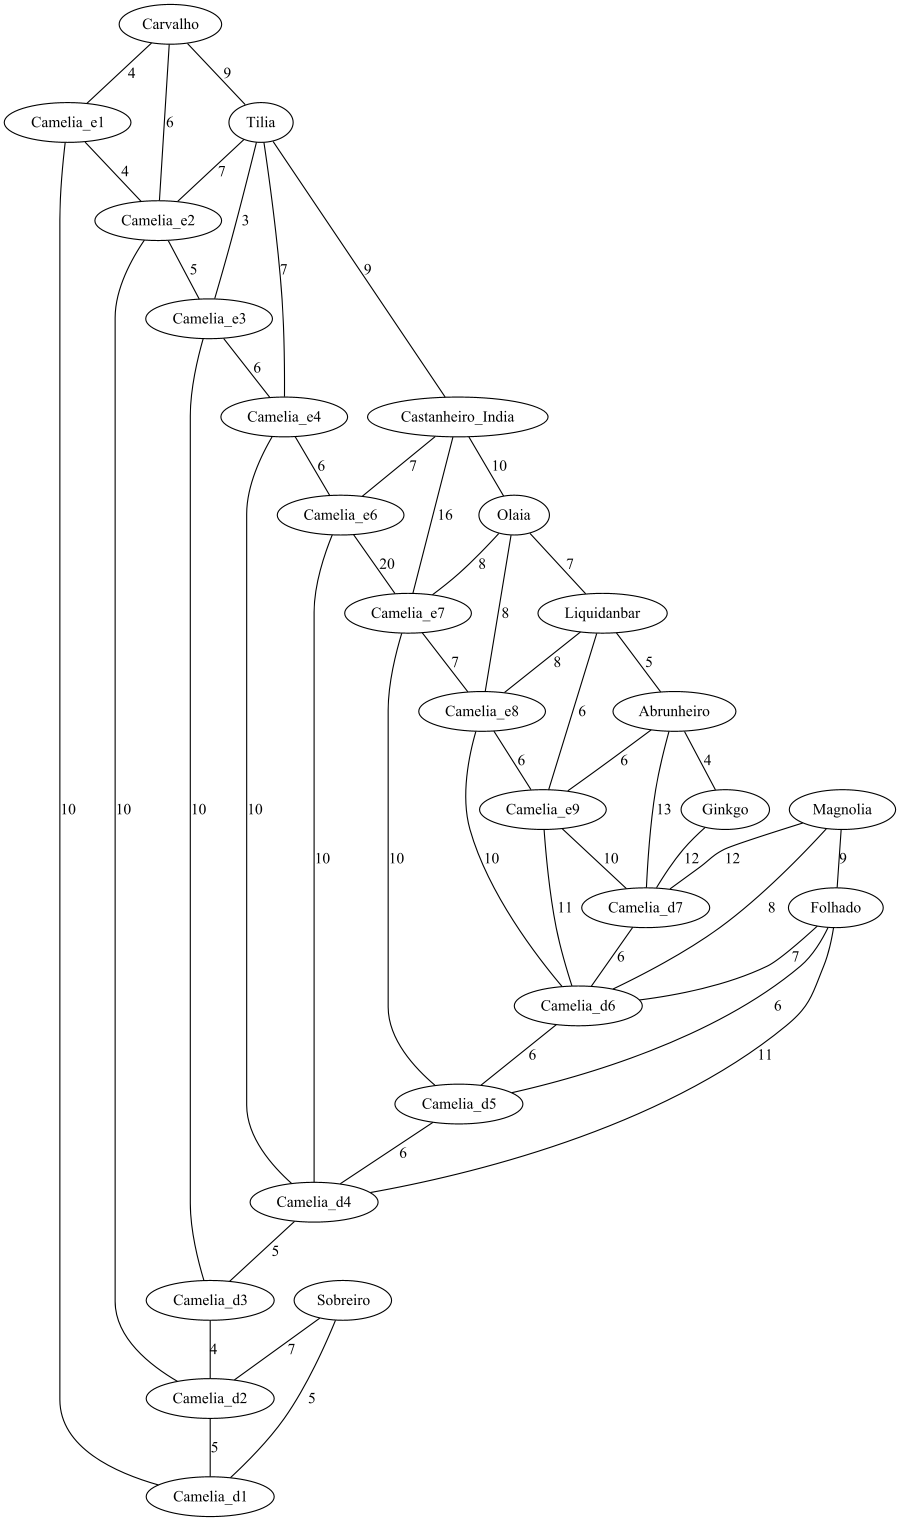 Carvalho
4
9
Camelia_e1
6
Tilia
4
7
Camelia_e2
3
5
7
9
Camelia_e3
6
Camelia_e4
Castanheiro_India
6
7
10
Camelia_e6
Olaia
16
20
8
7
Camelia_e7
8
Liquidanbar
7
8
5
Camelia_e8
6
Abrunheiro
6
6
4
10
10
10
10
Camelia_e9
13
Ginkgo
Magnolia
10
10
10
10
12
12
9
11
Camelia_d7
8
Folhado
6
7
Camelia_d6
6
6
11
Camelia_d5
6
Camelia_d4
5
Camelia_d3
Sobreiro
4
7
Camelia_d2
5
5
Camelia_d1